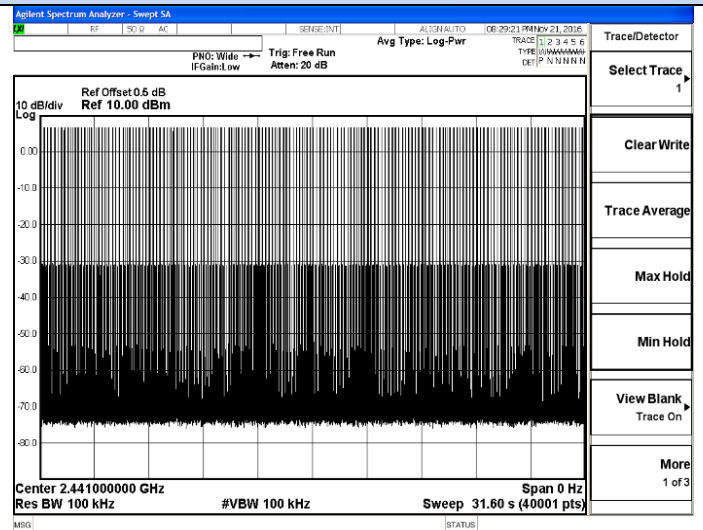 Agilent Spectrum Analyzer - Swept SA
RF 50 Ω AC SENSE:INT ALIGN AUTO 08:29:21 PM Nov 21, 2016
Avg Type: Log-Pwr
TRACE 1 2 3 4 5 6
TYPE
DET P N N N N N
PNO: Wide Trig: Free Run
IFGain:Low Atten: 20 dB
Ref Offset 0.5 dB
10 dB/div Ref 10.00 dBm
Log
0.00
-10.0
-20.0
-30.0
-40.0
-50.0
-60.0
-70.0
-80.0
Center 2.441000000 GHz Span 0 Hz
Res BW 100 kHz #VBW 100 kHz Sweep 31.60 s (40001 pts)
MSG STATUS
Trace/Detector
Select Trace
1
Clear Write
Trace Average
Max Hold
Min Hold
View Blank
Trace On
More
1 of 3